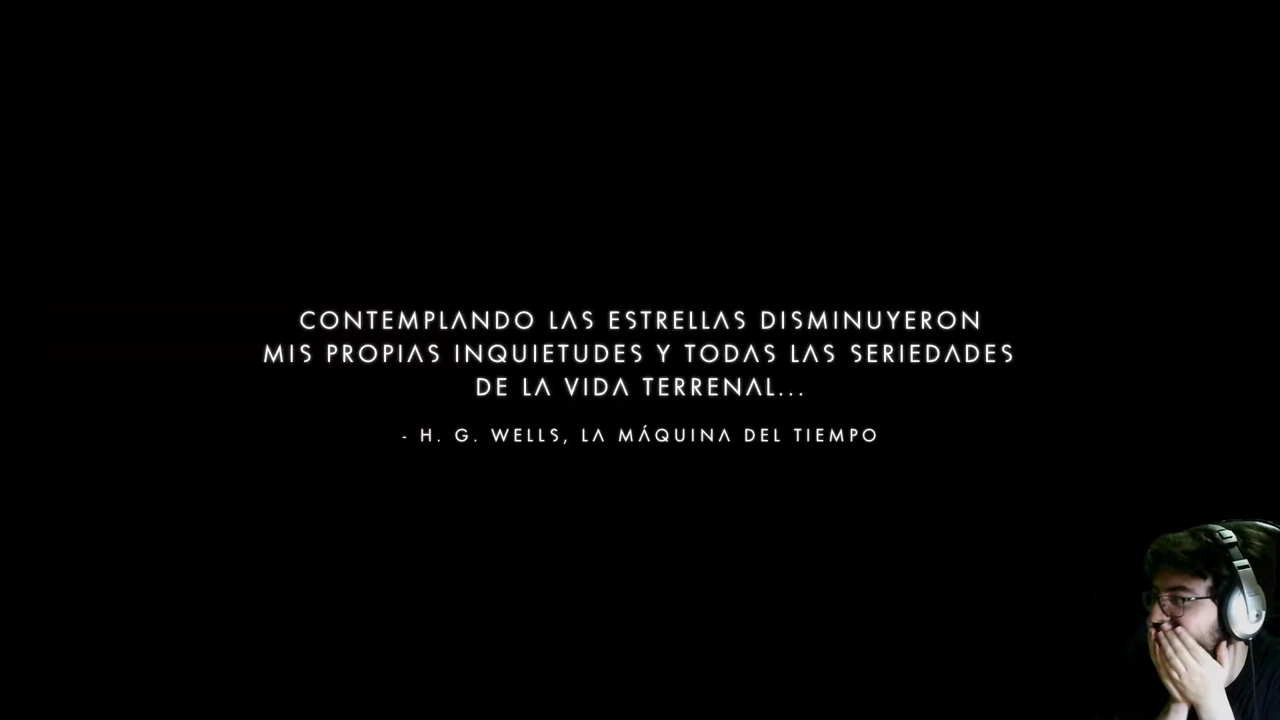 CONTEMPLANDO LAS ESTRELLAS DISMINUYERON
MIS PROPIAS INQUIETUDES Y TODAS LAS SERIEDADES
DE LA VIDA TERRENAL...
- H. G. WELLS, LA MÁQUINA DEL TIEMPO